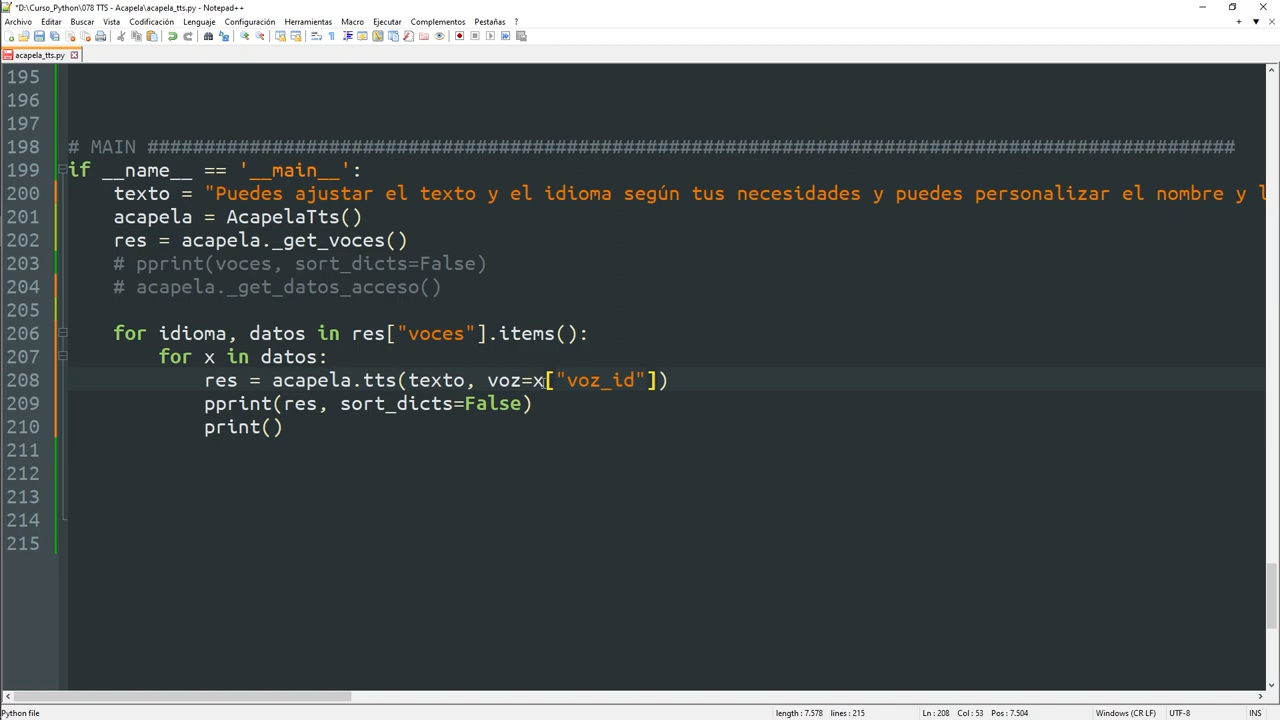 *D:\Curso_Python\078 TTS - Acapela\acapela_tts.py - Notepad++
Archivo Editar Buscar Vista Codificación Lenguaje Configuración Herramientas Macro Ejecutar Complementos Pestañas ?
acapela_tts.py
195
196
197
198 # MAIN ################################################################################################
199 if __name__ == '__main__':
200 texto = "Puedes ajustar el texto y el idioma según tus necesidades y puedes personalizar el nombre y l
201 acapela = AcapelaTts()
202 res = acapela._get_voces()
203 # pprint(voces, sort_dicts=False)
204 # acapela._get_datos_acceso()
205
206 for idioma, datos in res["voces"].items():
207 for x in datos:
208 res = acapela.tts(texto, voz=x["voz_id"])
209 pprint(res, sort_dicts=False)
210 print()
211
212
213
214
215
Python file length : 7.578 lines : 215 Ln : 208 Col : 53 Pos : 7.504 Windows (CR LF) UTF-8 INS